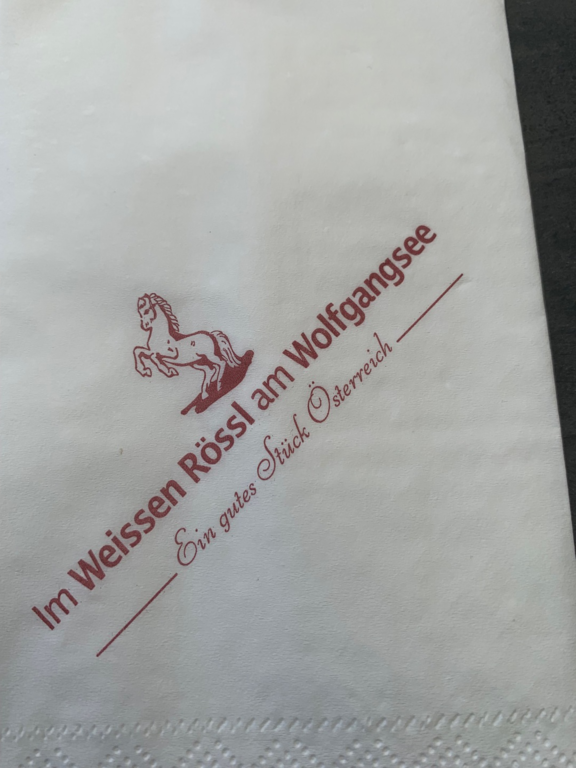 Im Weissen Rössl am Wolfgangsee
Ein gutes Stück Österreich